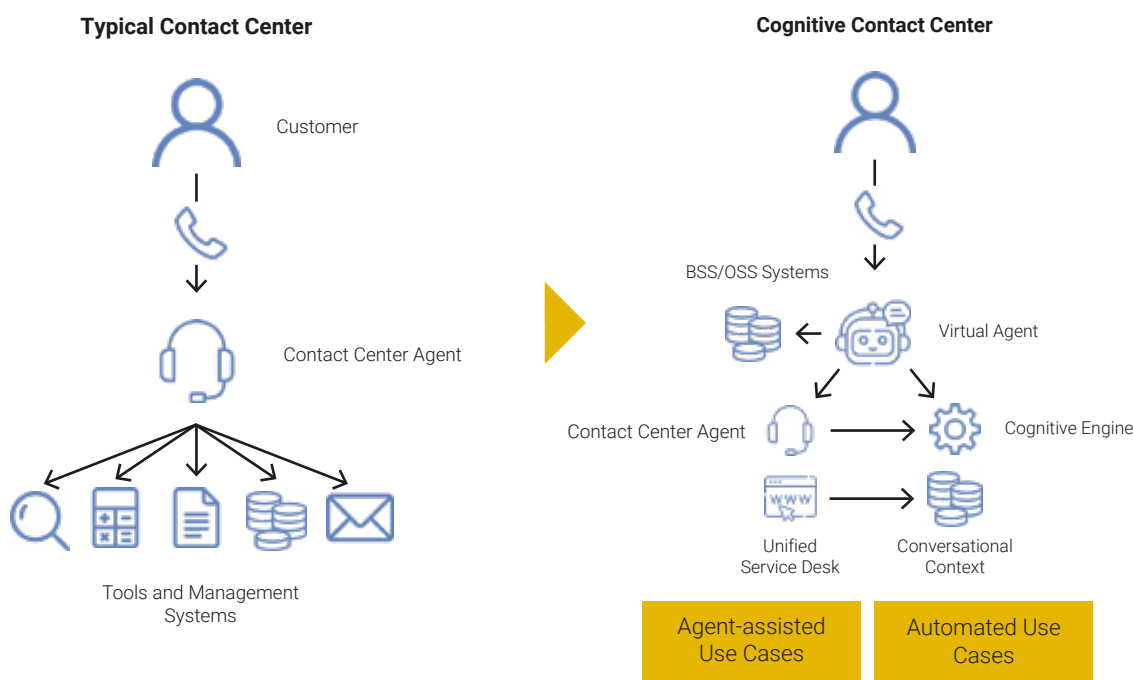 Typical Contact Center
Customer
Contact Center Agent
Tools and Management
Systems
Cognitive Contact Center
BSS/OSS Systems
Virtual Agent
Contact Center Agent
Cognitive Engine
www
Unified
Service Desk
Conversational
Context
Agent-assisted
Use Cases
Automated Use
Cases